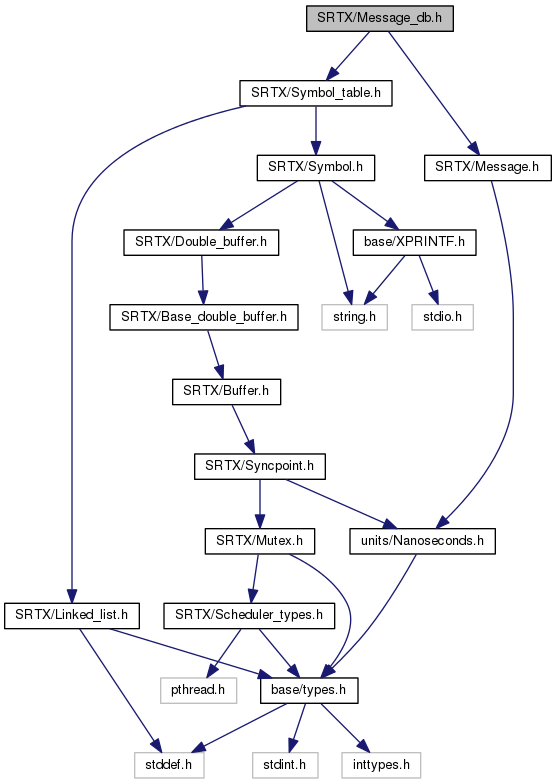 SRTX/Message_db.h
SRTX/Symbol_table.h
SRTX/Symbol.h
SRTX/Message.h
SRTX/Double_buffer.h
base/XPRINTF.h
SRTX/Base_double_buffer.h
string.h
stdio.h
SRTX/Buffer.h
SRTX/Syncpoint.h
SRTX/Mutex.h
units/Nanoseconds.h
SRTX/Linked_list.h
SRTX/Scheduler_types.h
pthread.h
base/types.h
stddef.h
stdint.h
inttypes.h